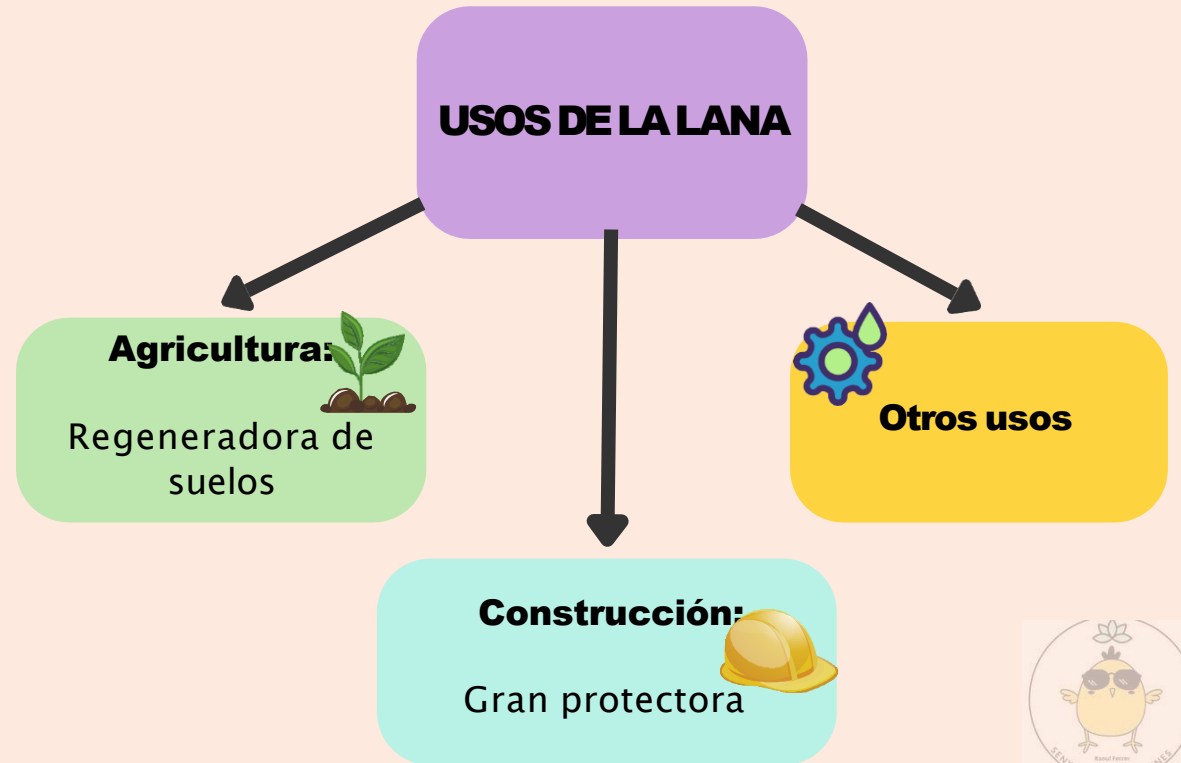 USOS DE LA LANA
Agricultura:
Regeneradora de
suelos
Otros usos
Construcción:
Gran protectora